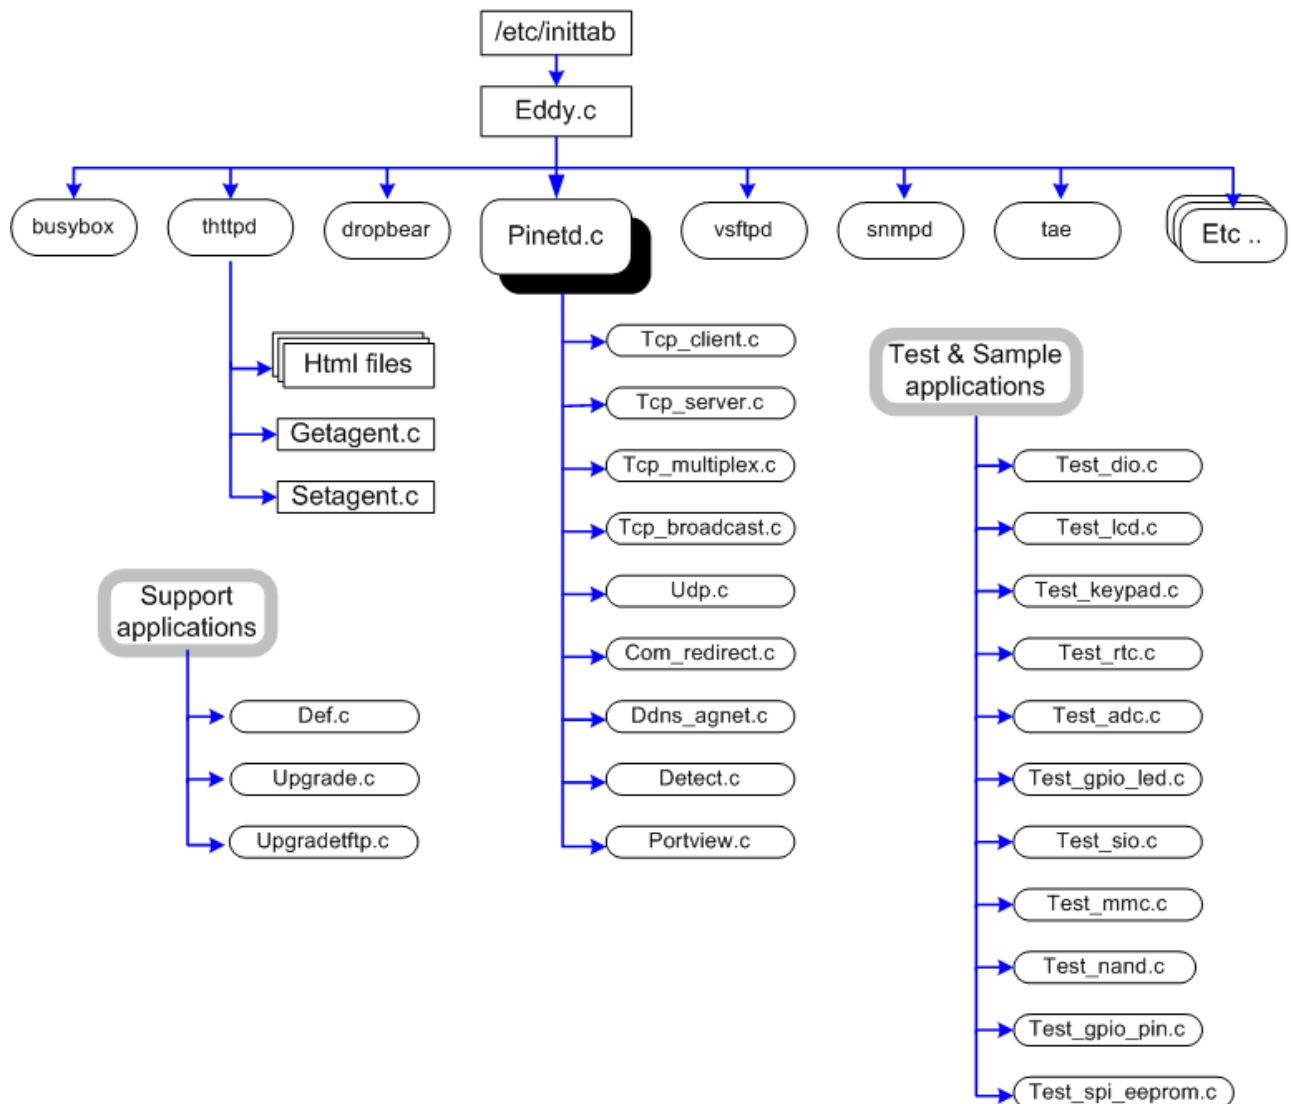 /etc/inittab
Eddy.c
busybox
thttpd
dropbear
Pinetd.c
vsftpd
snmpd
tae
Etc ..
Html files
Getagent.c
Setagent.c
Support
applications
Def.c
Upgrade.c
Upgradetftp.c
Tcp_client.c
Tcp_server.c
Tcp_multiplex.c
Tcp_broadcast.c
Udp.c
Com_redirect.c
Ddns_agnet.c
Detect.c
Portview.c
Test & Sample
applications
Test_dio.c
Test_lcd.c
Test_keypad.c
Test_rtc.c
Test_adc.c
Test_gpio_led.c
Test_sio.c
Test_mmc.c
Test_nand.c
Test_gpio_pin.c
Test_spi_eeprom.c